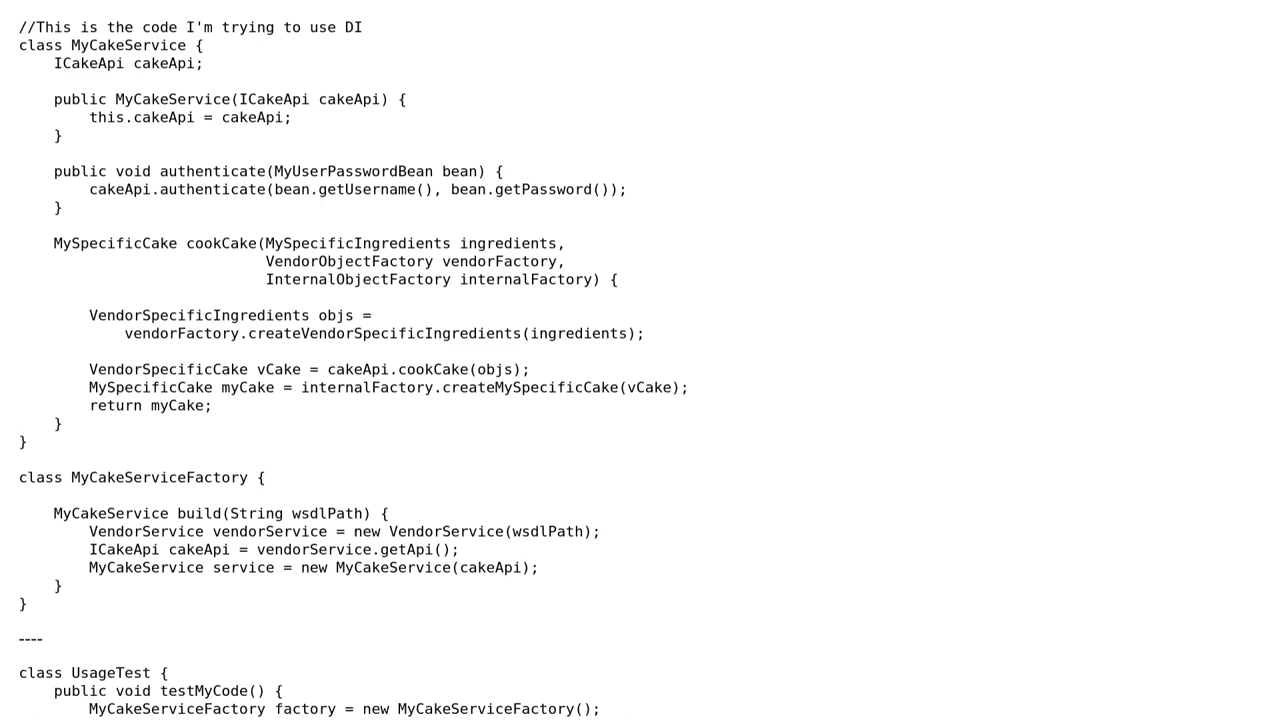 //This is the code I'm trying to use DI
class MyCakeService {
    ICakeApi cakeApi;

    public MyCakeService(ICakeApi cakeApi) {
        this.cakeApi = cakeApi;
    }

    public void authenticate(MyUserPasswordBean bean) {
        cakeApi.authenticate(bean.getUsername(), bean.getPassword());
    }

    MySpecificCake cookCake(MySpecificIngredients ingredients,
                            VendorObjectFactory vendorFactory,
                            InternalObjectFactory internalFactory) {

        VendorSpecificIngredients objs =
            vendorFactory.createVendorSpecificIngredients(ingredients);

        VendorSpecificCake vCake = cakeApi.cookCake(objs);
        MySpecificCake myCake = internalFactory.createMySpecificCake(vCake);
        return myCake;
    }
}

class MyCakeServiceFactory {

    MyCakeService build(String wsdlPath) {
        VendorService vendorService = new VendorService(wsdlPath);
        ICakeApi cakeApi = vendorService.getApi();
        MyCakeService service = new MyCakeService(cakeApi);
    }
}

----

class UsageTest {
    public void testMyCode() {
        MyCakeServiceFactory factory = new MyCakeServiceFactory();